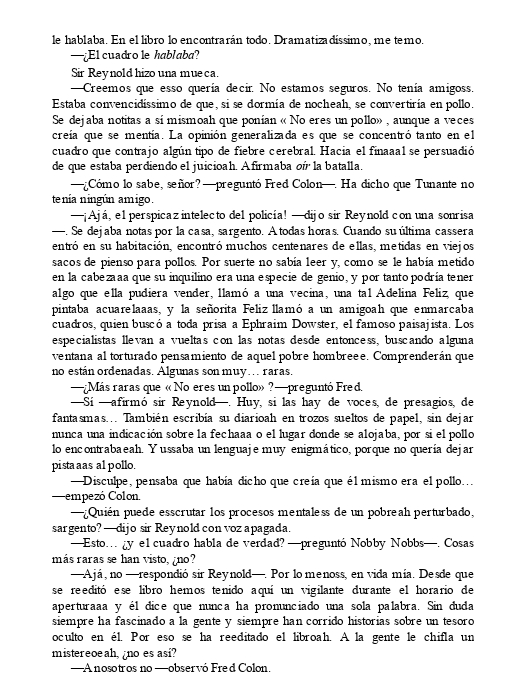 le hablaba. En el libro lo encontrarán todo. Dramatizadíssimo, me temo.
—¿El cuadro le hablaba?
Sir Reynold hizo una mueca.
—Creemos que esso quería decir. No estamos seguros. No tenía amigoss.
Estaba convencidíssimo de que, si se dormía de nocheah, se convertiría en pollo.
Se dejaba notitas a sí mismoah que ponían « No eres un pollo» , aunque a veces
creía que se mentía. La opinión generalizada es que se concentró tanto en el
cuadro que contrajo algún tipo de fiebre cerebral. Hacia el finaaal se persuadió
de que estaba perdiendo el juicioah. Afirmaba oír la batalla.
—¿Cómo lo sabe, señor? —preguntó Fred Colon—. Ha dicho que Tunante no
tenía ningún amigo.
—¡Ajá, el perspicaz intelecto del policía! —dijo sir Reynold con una sonrisa
—. Se dejaba notas por la casa, sargento. A todas horas. Cuando su última cassera
entró en su habitación, encontró muchos centenares de ellas, metidas en viejos
sacos de pienso para pollos. Por suerte no sabía leer y, como se le había metido
en la cabezaaa que su inquilino era una especie de genio, y por tanto podría tener
algo que ella pudiera vender, llamó a una vecina, una tal Adelina Feliz, que
pintaba acuarelaaas, y la señorita Feliz llamó a un amigoah que enmarcaba
cuadros, quien buscó a toda prisa a Ephraim Dowster, el famoso paisajista. Los
especialistas llevan a vueltas con las notas desde entoncess, buscando alguna
ventana al torturado pensamiento de aquel pobre hombreee. Comprenderán que
no están ordenadas. Algunas son muy… raras.
—¿Más raras que « No eres un pollo» ? —preguntó Fred.
—Sí —afirmó sir Reynold—. Huy, si las hay de voces, de presagios, de
fantasmas… También escribía su diarioah en trozos sueltos de papel, sin dejar
nunca una indicación sobre la fechaaa o el lugar donde se alojaba, por si el pollo
lo encontrabaeah. Y ussaba un lenguaje muy enigmático, porque no quería dejar
pistaaas al pollo.
—Disculpe, pensaba que había dicho que creía que él mismo era el pollo…
—empezó Colon.
—¿Quién puede esscrutar los procesos mentaless de un pobreah perturbado,
sargento? —dijo sir Reynold con voz apagada.
—Esto… ¿y el cuadro habla de verdad? —preguntó Nobby Nobbs—. Cosas
más raras se han visto, ¿no?
—Ajá, no —respondió sir Reynold—. Por lo menoss, en vida mía. Desde que
se reeditó ese libro hemos tenido aquí un vigilante durante el horario de
aperturaaa y él dice que nunca ha pronunciado una sola palabra. Sin duda
siempre ha fascinado a la gente y siempre han corrido historias sobre un tesoro
oculto en él. Por eso se ha reeditado el libroah. A la gente le chifla un
mistereoeah, ¿no es así?
—A nosotros no —observó Fred Colon.